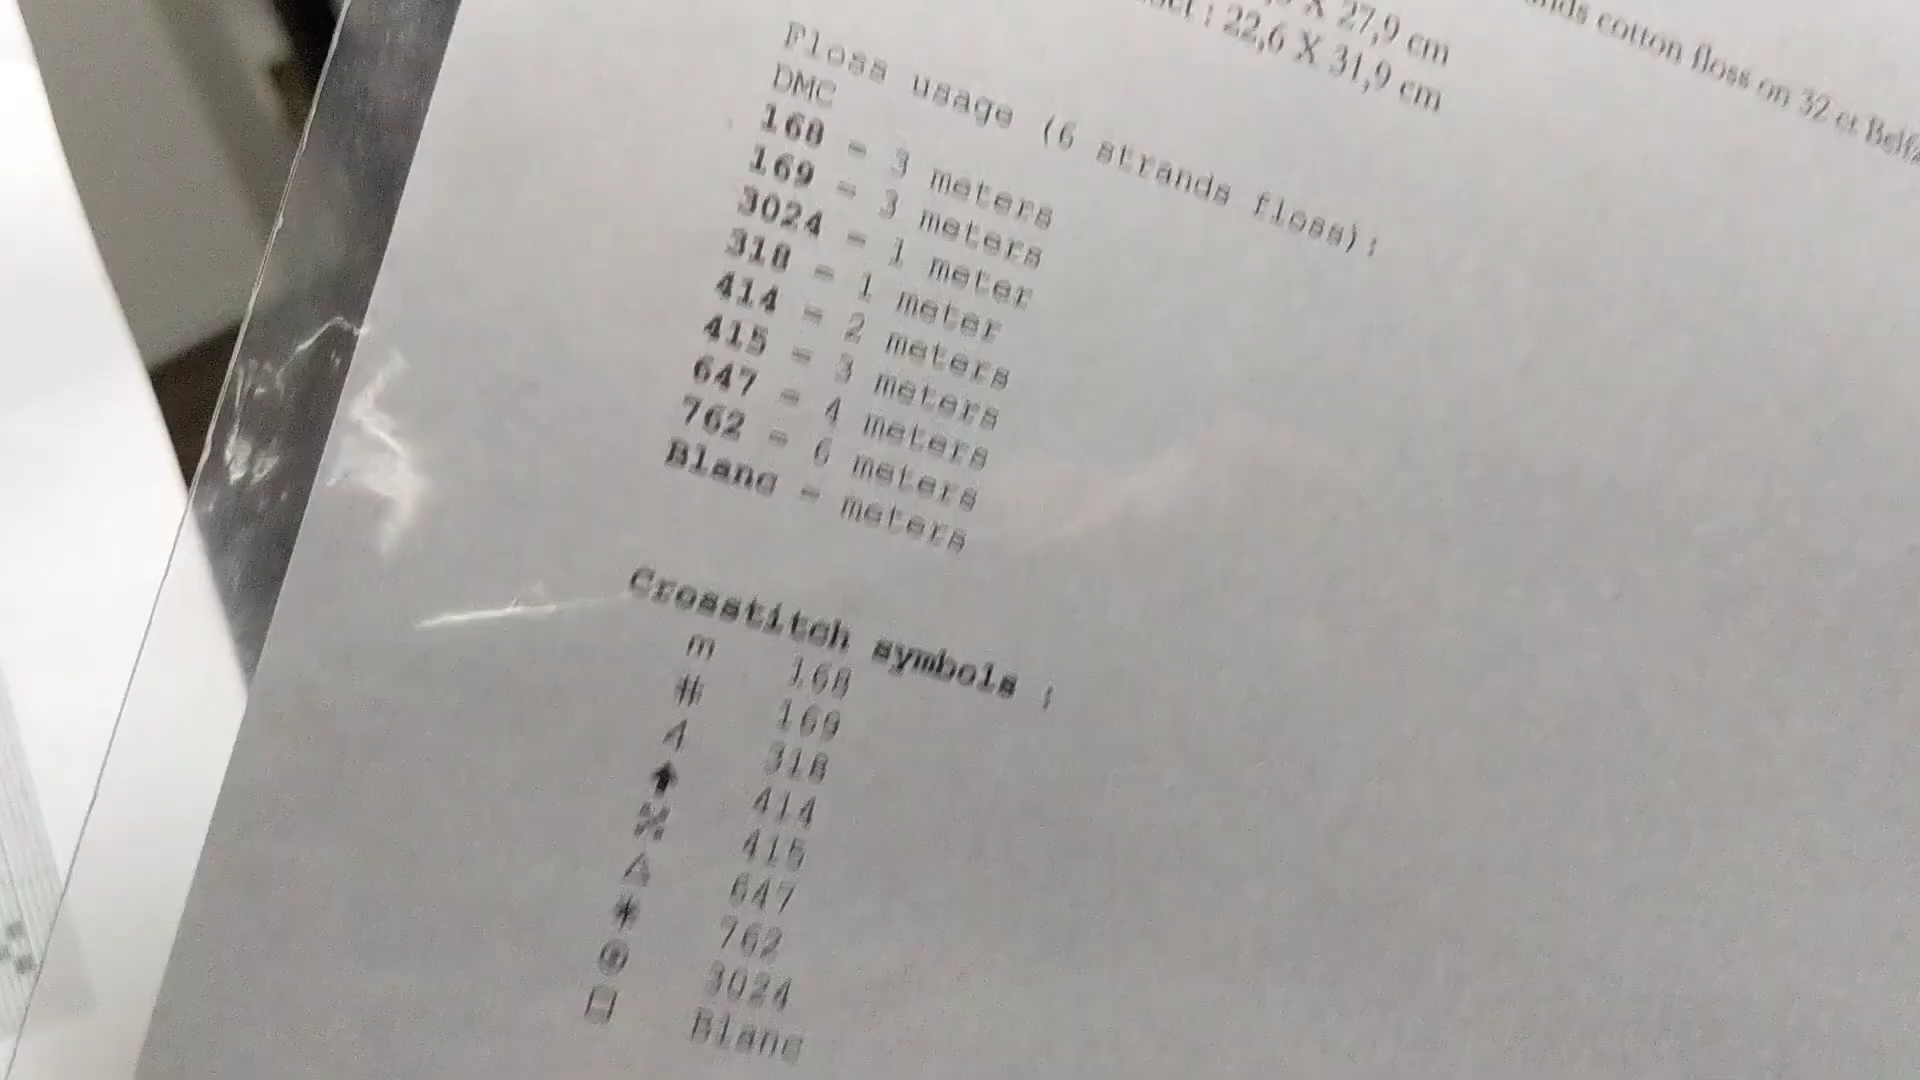 X 27,9 cm
: 22,6 X 31,9 cm
cotton floss on 32 ct
Floss usage (6 strands floss):
DMC
168 = 3 meters
169 = 3 meters
3024 = 1 meter
318 = 1 meter
414 = 2 meters
415 = 3 meters
647 = 4 meters
762 = 6 meters
Blanc = meters
Crosstitch symbols :
m 168
# 169
4 318
⬆ 414
415
△ 647
* 762
@ 3024
□ Blanc